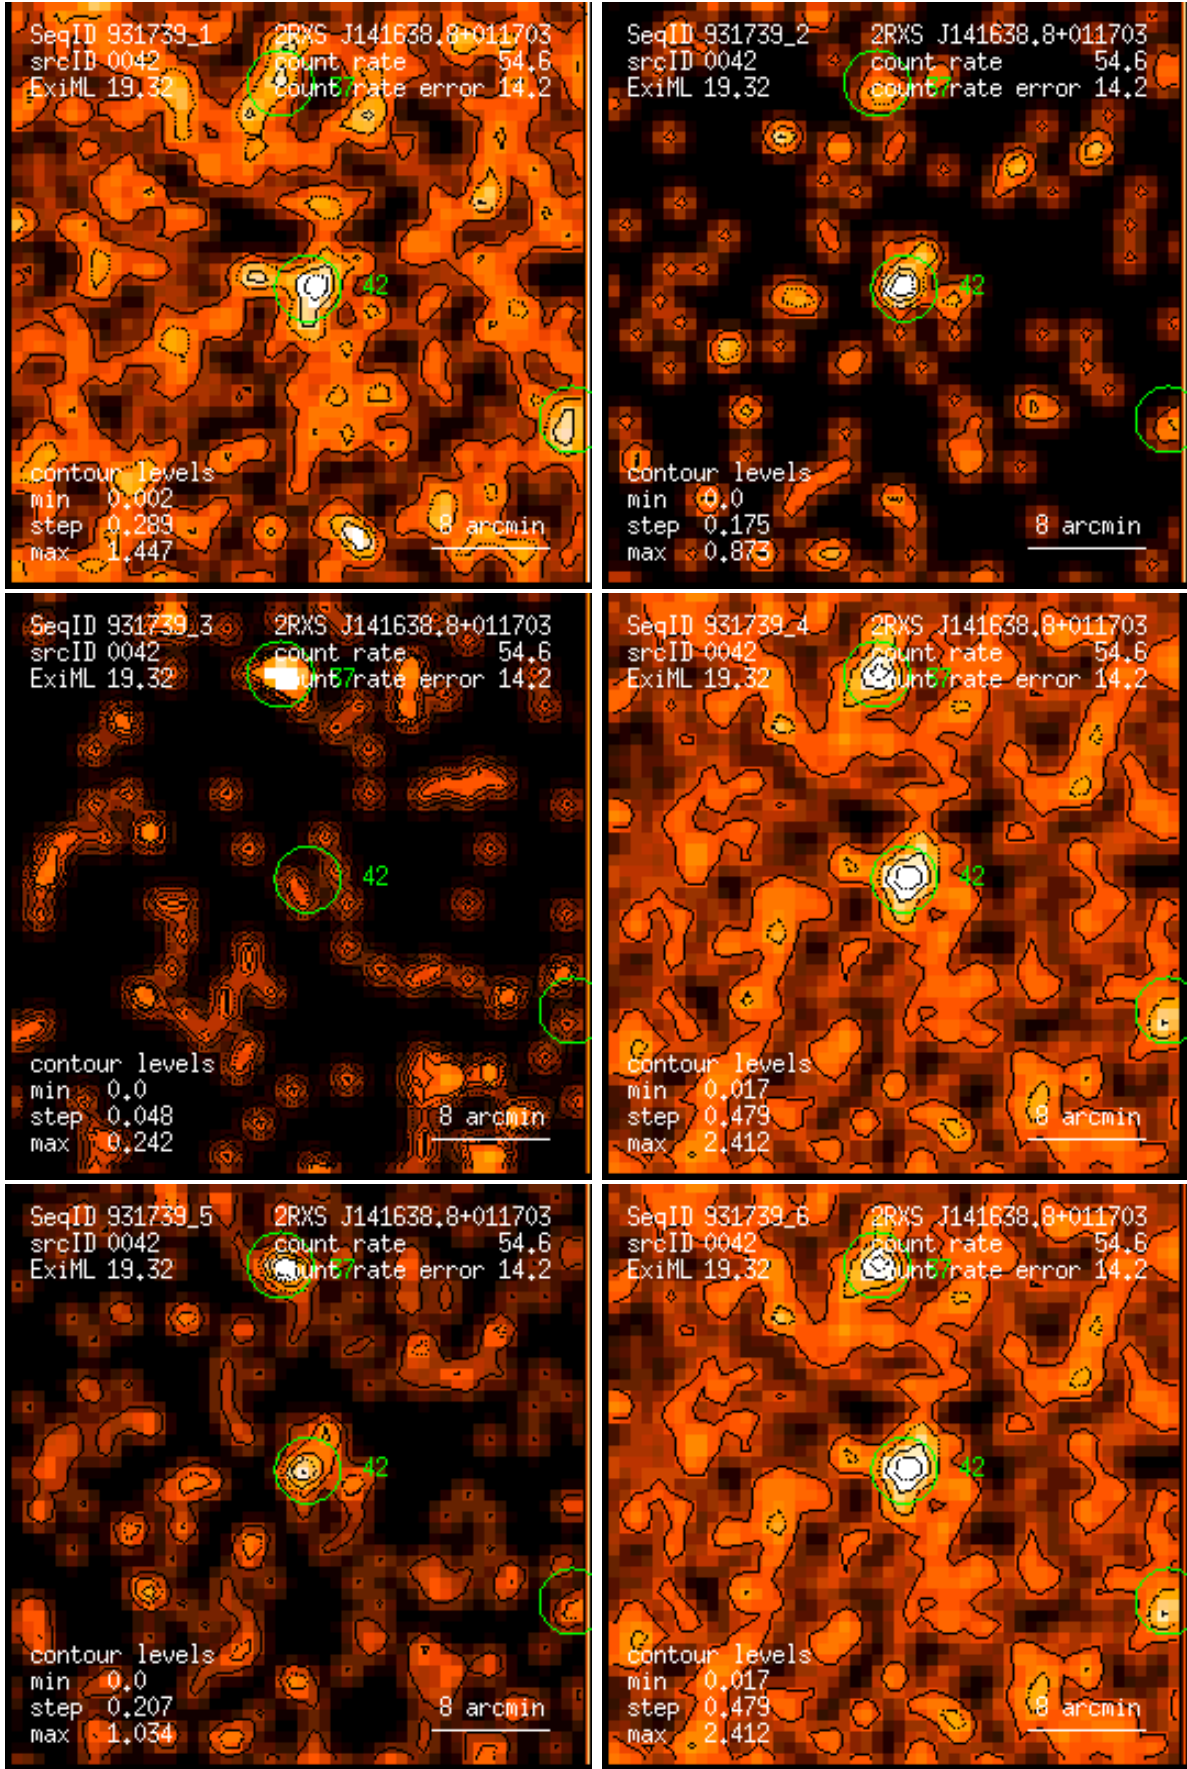 SeqID 931739_1 2RXS J141638.8+011703
srcID 0042 count rate 54.6
ExiML 19.32 count rate error 14.2
57
42
contour levels
min 0.002
step 0.289
max 1.447
8 arcmin
SeqID 931739_2 2RXS J141638.8+011703
srcID 0042 count rate 54.6
ExiML 19.32 count rate error 14.2
57
42
contour levels
min 0.0
step 0.175
max 0.873
8 arcmin
SeqID 931739_3 2RXS J141638.8+011703
srcID 0042 count rate 54.6
ExiML 19.32 count rate error 14.2
57
42
contour levels
min 0.0
step 0.048
max 0.242
8 arcmin
SeqID 931739_4 2RXS J141638.8+011703
srcID 0042 count rate 54.6
ExiML 19.32 count rate error 14.2
57
42
contour levels
min 0.017
step 0.479
max 2.412
8 arcmin
SeqID 931739_5 2RXS J141638.8+011703
srcID 0042 count rate 54.6
ExiML 19.32 count rate error 14.2
57
42
contour levels
min 0.0
step 0.207
max 1.034
8 arcmin
SeqID 931739_6 2RXS J141638.8+011703
srcID 0042 count rate 54.6
ExiML 19.32 count rate error 14.2
57
42
contour levels
min 0.017
step 0.479
max 2.412
8 arcmin